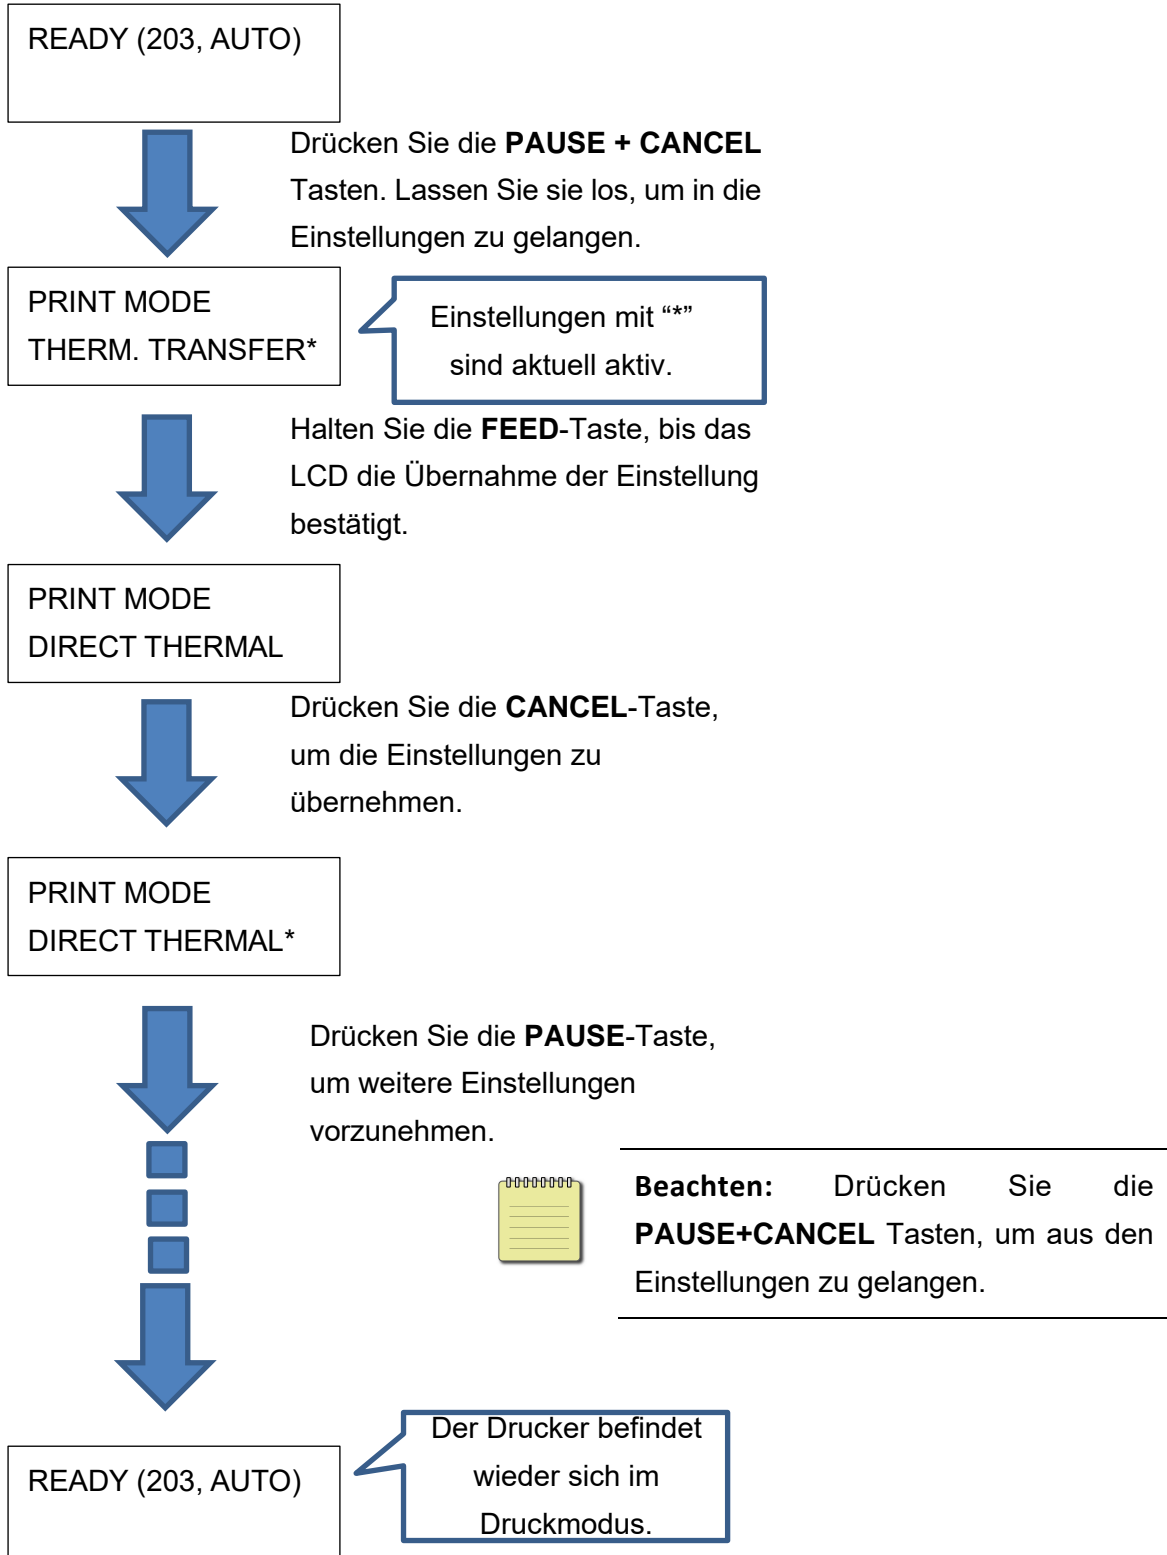 READY (203, AUTO)
Drücken Sie die PAUSE + CANCEL
Tasten. Lassen Sie sie los, um in die
Einstellungen zu gelangen.
PRINT MODE
THERM. TRANSFER*
Einstellungen mit “*”
sind aktuell aktiv.
Halten Sie die FEED-Taste, bis das
LCD die Übernahme der Einstellung
bestätigt.
PRINT MODE
DIRECT THERMAL
Drücken Sie die CANCEL-Taste,
um die Einstellungen zu
übernehmen.
PRINT MODE
DIRECT THERMAL*
Drücken Sie die PAUSE-Taste,
um weitere Einstellungen
vorzunehmen.
Beachten: Drücken Sie die
PAUSE+CANCEL Tasten, um aus den
Einstellungen zu gelangen.
Der Drucker befindet
wieder sich im
Druckmodus.
READY (203, AUTO)